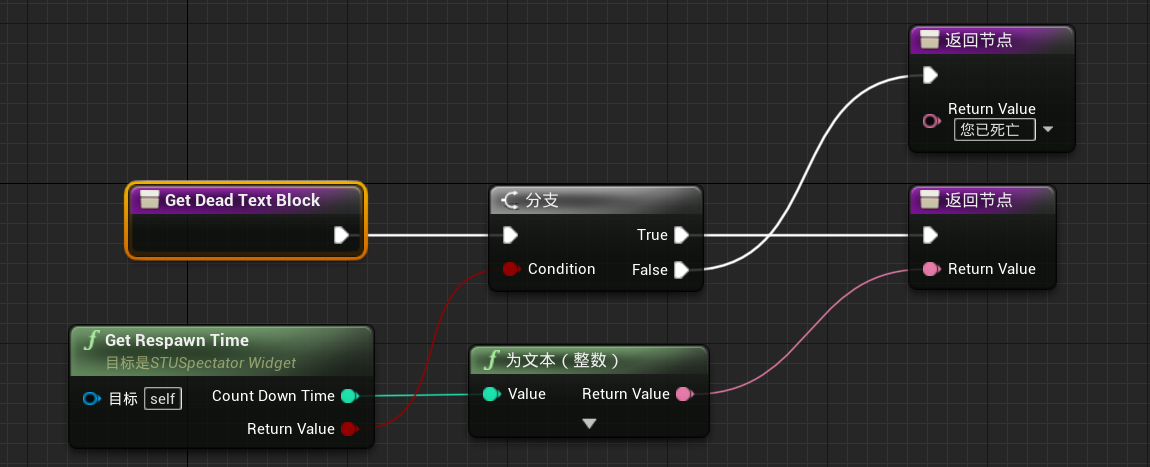 返回节点
Return Value
您已死亡
Get Dead Text Block
分支
True
Condition
False
返回节点
Return Value
Get Respawn Time
目标是STUSpectator Widget
目标 self
Count Down Time
Return Value
为文本（整数）
Value
Return Value